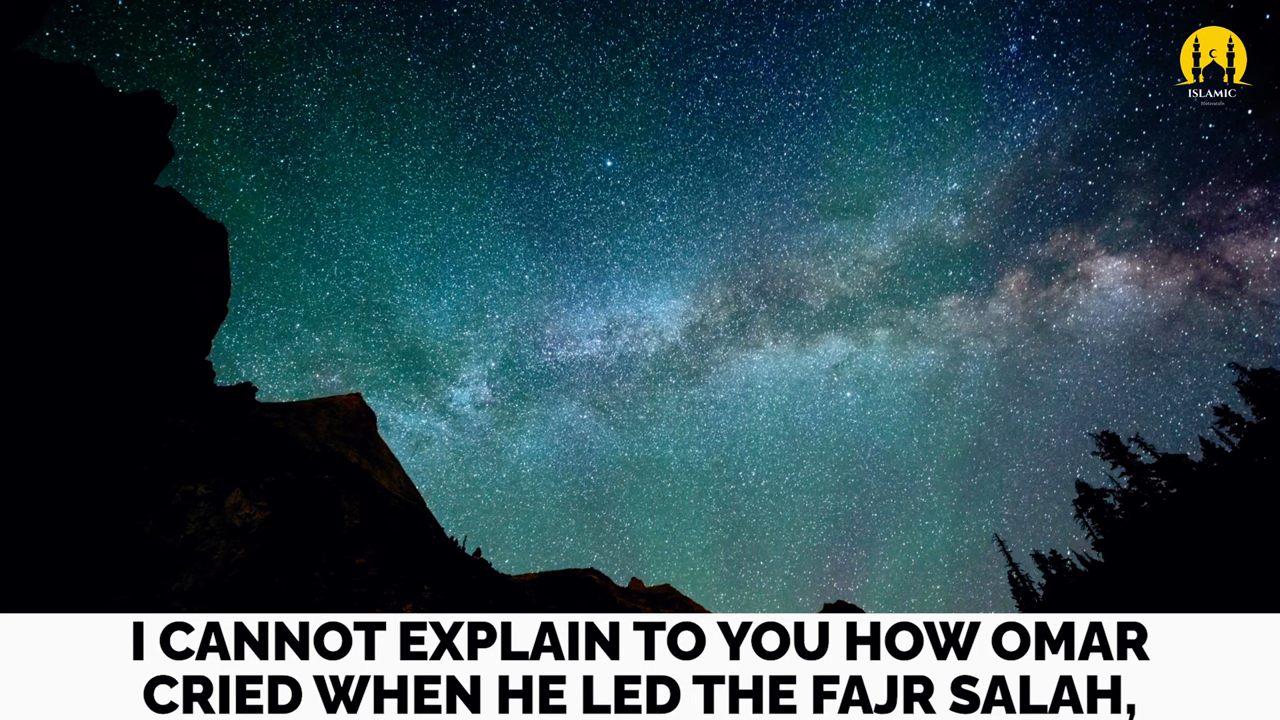 ISLAMIC
I CANNOT EXPLAIN TO YOU HOW OMAR
CRIED WHEN HE LED THE FAJR SALAH,